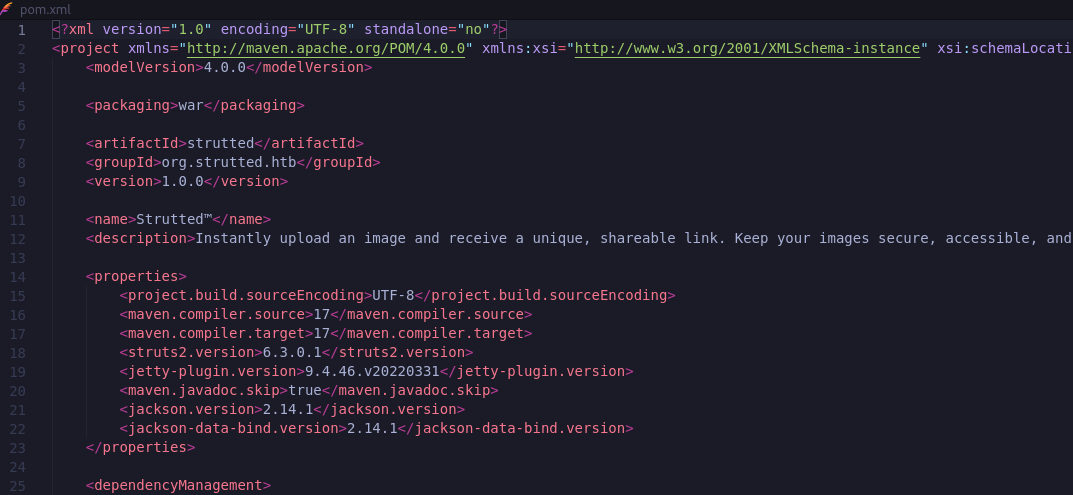 pom.xml
1 <?xml version="1.0" encoding="UTF-8" standalone="no"?>
2 <project xmlns="http://maven.apache.org/POM/4.0.0" xmlns:xsi="http://www.w3.org/2001/XMLSchema-instance" xsi:schemaLocati
3 <modelVersion>4.0.0</modelVersion>
4
5 <packaging>war</packaging>
6
7 <artifactId>strutted</artifactId>
8 <groupId>org.strutted.htb</groupId>
9 <version>1.0.0</version>
10
11 <name>Strutted™</name>
12 <description>Instantly upload an image and receive a unique, shareable link. Keep your images secure, accessible, and
13
14 <properties>
15 <project.build.sourceEncoding>UTF-8</project.build.sourceEncoding>
16 <maven.compiler.source>17</maven.compiler.source>
17 <maven.compiler.target>17</maven.compiler.target>
18 <struts2.version>6.3.0.1</struts2.version>
19 <jetty-plugin.version>9.4.46.v20220331</jetty-plugin.version>
20 <maven.javadoc.skip>true</maven.javadoc.skip>
21 <jackson.version>2.14.1</jackson.version>
22 <jackson-data-bind.version>2.14.1</jackson-data-bind.version>
23 </properties>
24
25 <dependencyManagement>